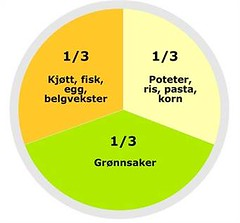 1/3
Kjøtt, fisk,
egg,
belgvekster
1/3
Poteter,
ris, pasta,
korn
1/3
Grønnsaker